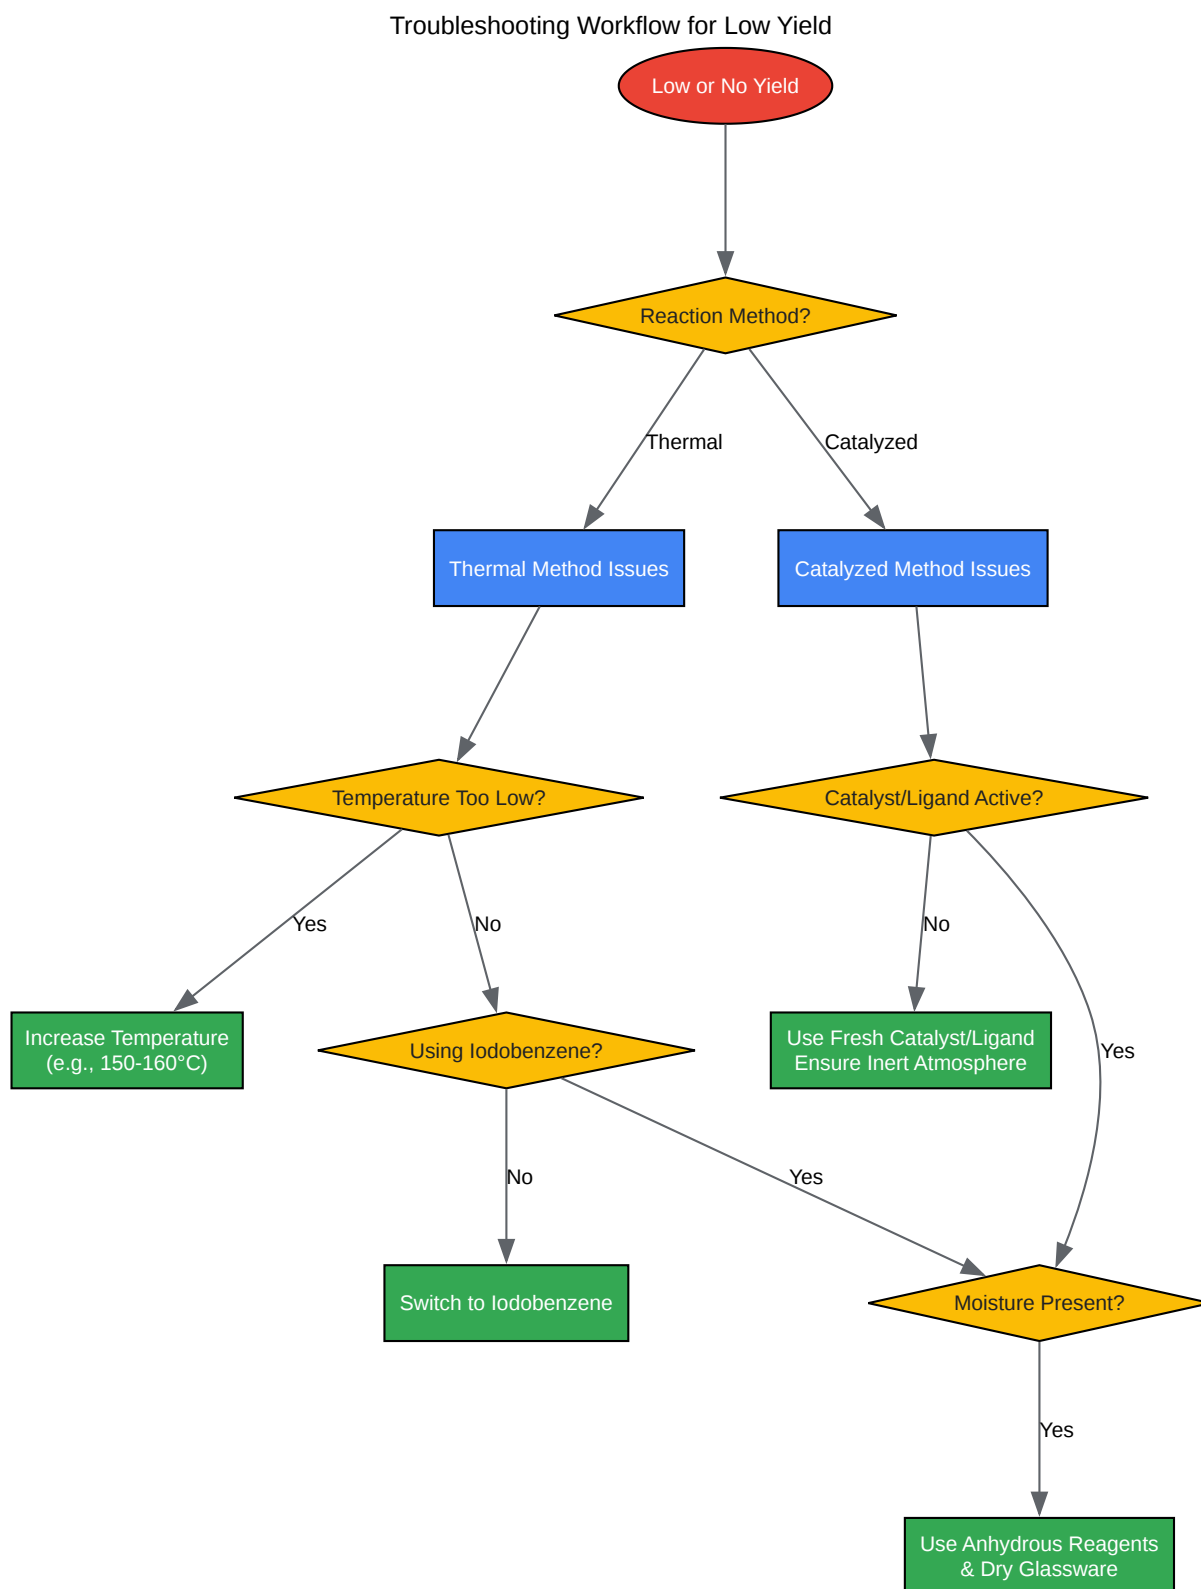 Troubleshooting Workflow for Low Yield
Low or No Yield
Reaction Method?
Thermal
Catalyzed
Thermal Method Issues
Catalyzed Method Issues
Temperature Too Low?
Catalyst/Ligand Active?
Yes
No
No
Increase Temperature
(e.g., 150-160°C)
Using Iodobenzene?
Use Fresh Catalyst/Ligand
Ensure Inert Atmosphere
Yes
No
Yes
Switch to Iodobenzene
Moisture Present?
Yes
Use Anhydrous Reagents
& Dry Glassware